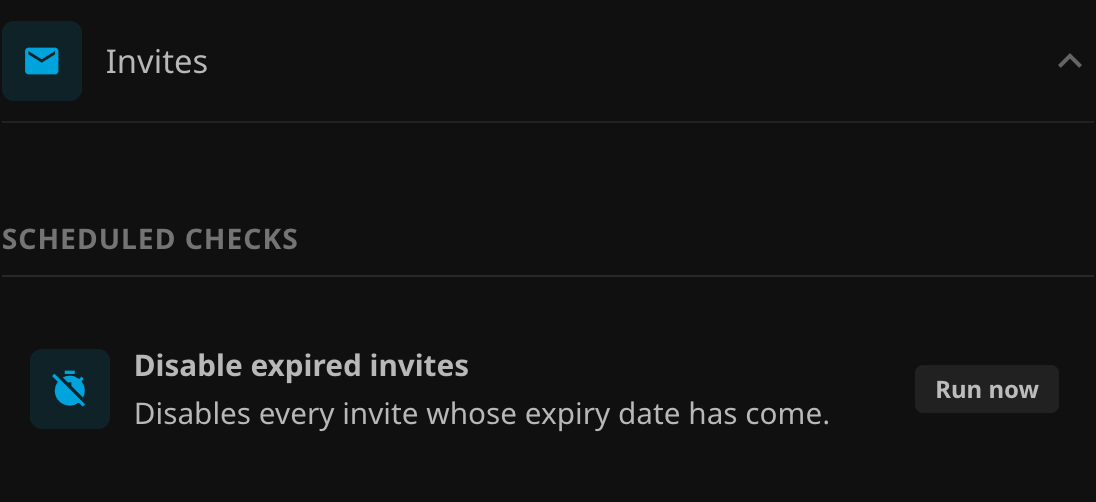 Invites
SCHEDULED CHECKS
Disable expired invites
Disables every invite whose expiry date has come.
Run now